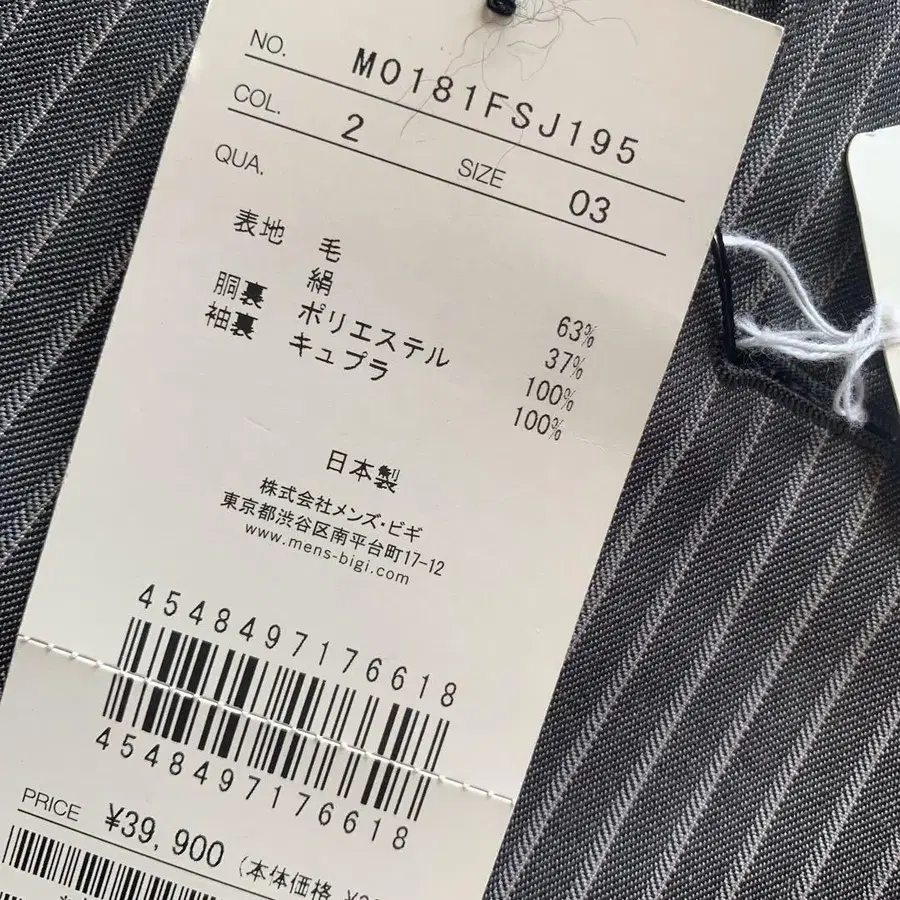 NO. M0181FSJ195
COL. 2 SIZE 03
QUA.
表地 毛 63%
絹 37%
胴裏 ポリエステル 100%
袖裏 キュプラ 100%
日本製
株式会社メンズ・ビギ
東京都渋谷区南平台町17-12
www.mens-bigi.com
4548497176618
4548497176618
PRICE ¥39,900 (本体価格